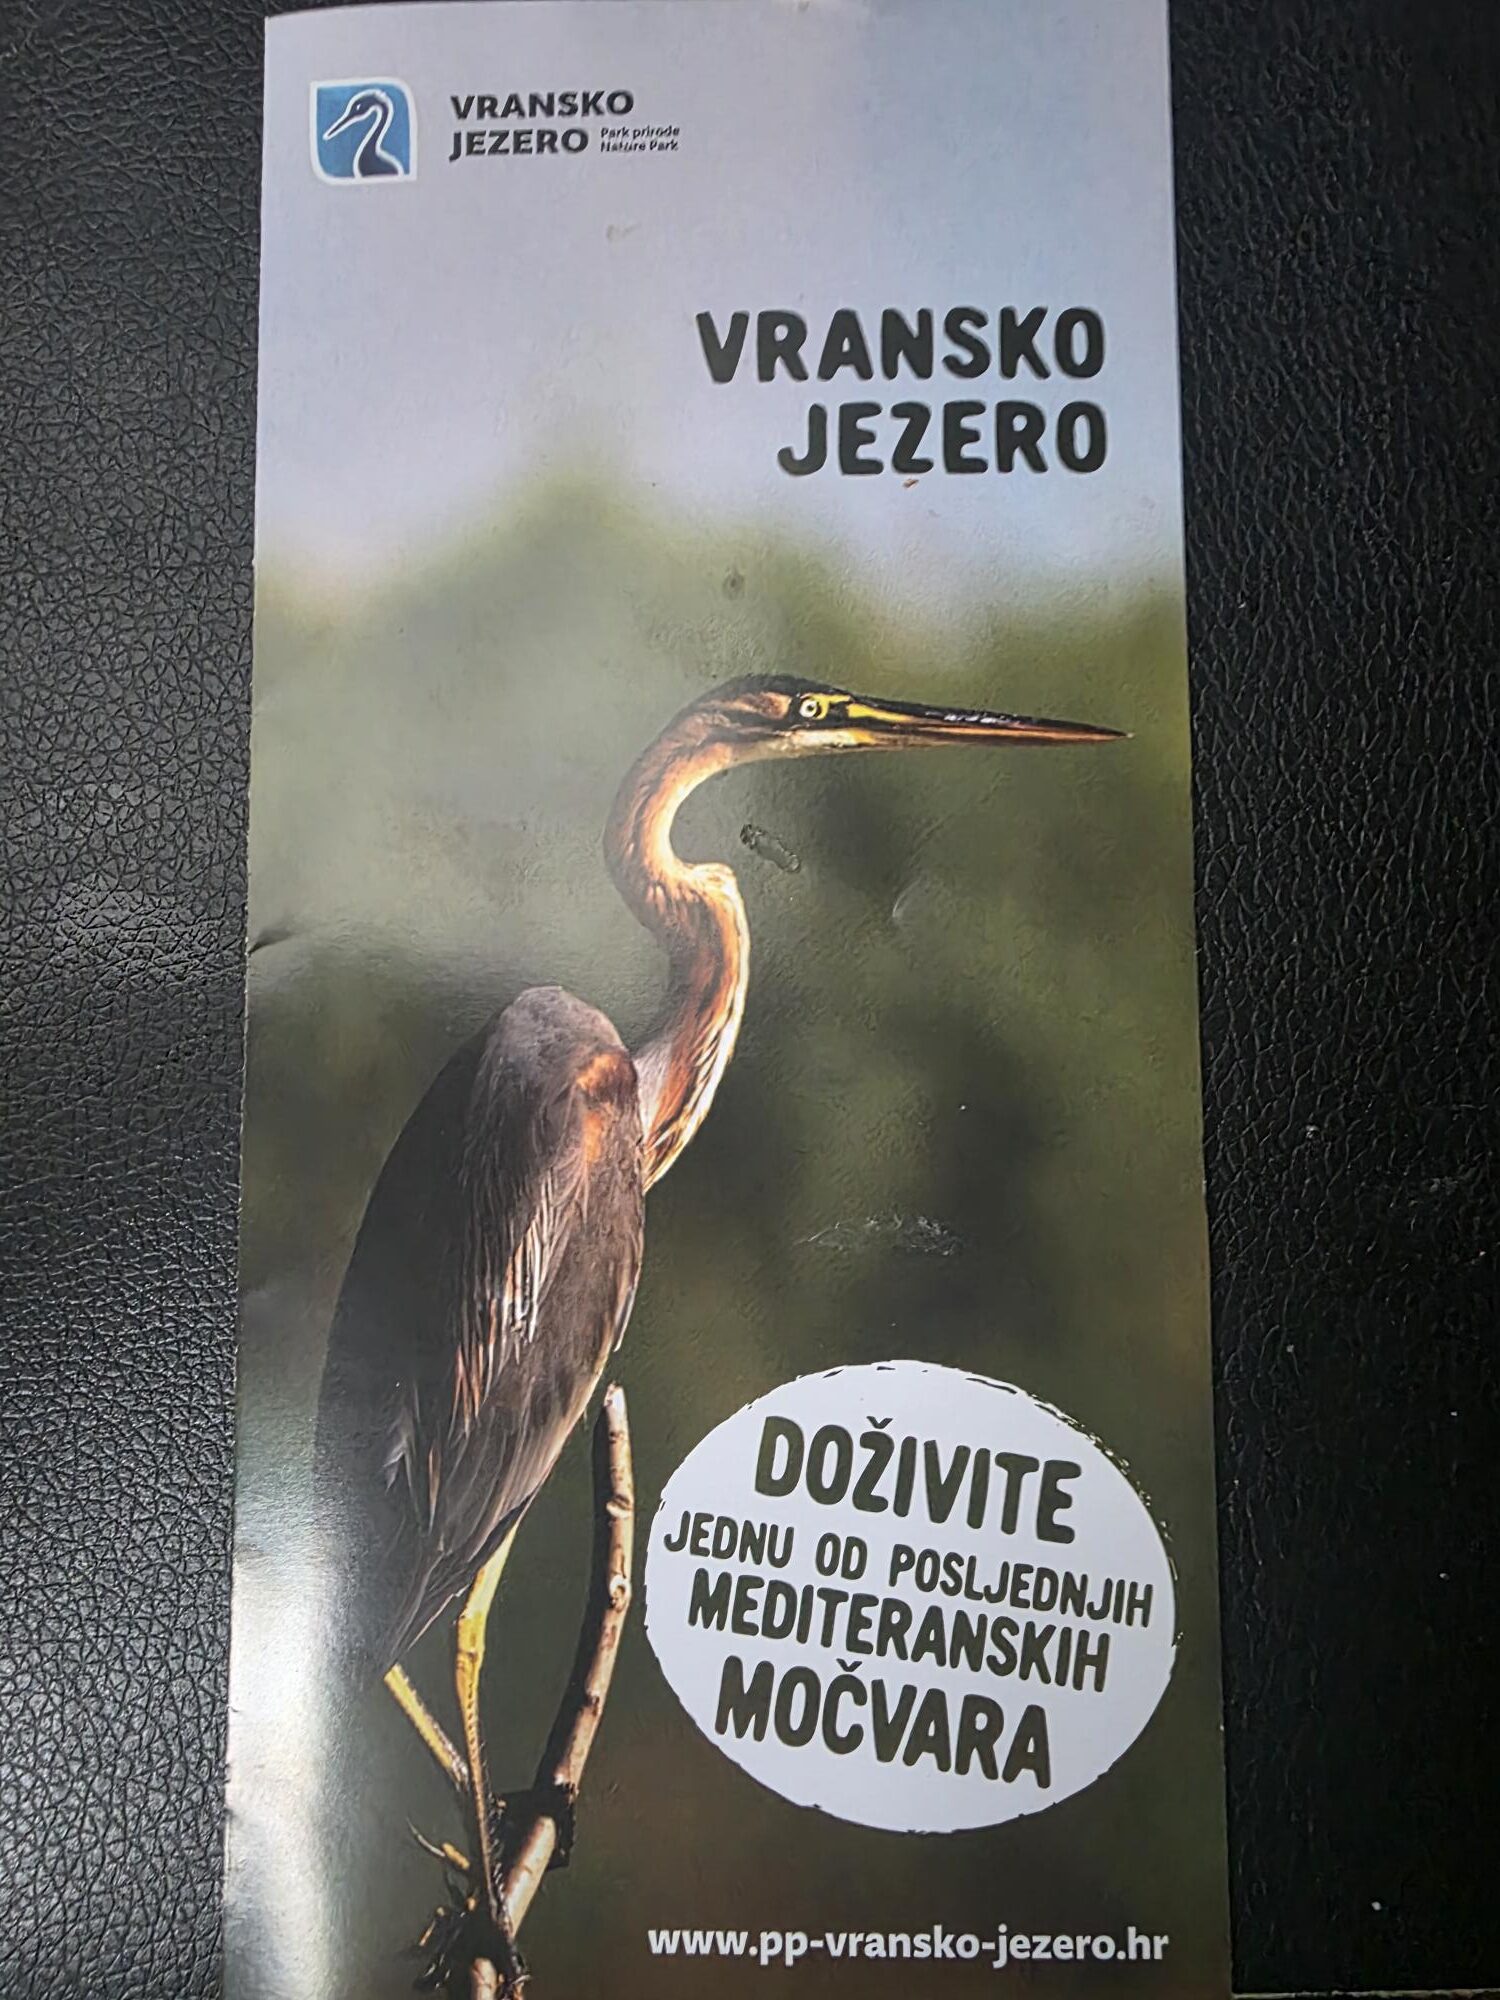 VRANSKO
JEZERO Park prirode
Nature Park
VRANSKO
JEZERO
DOŽIVITE
JEDNU OD POSLJEDNJIH
MEDITERANSKIH
MOČVARA
www.pp-vransko-jezero.hr